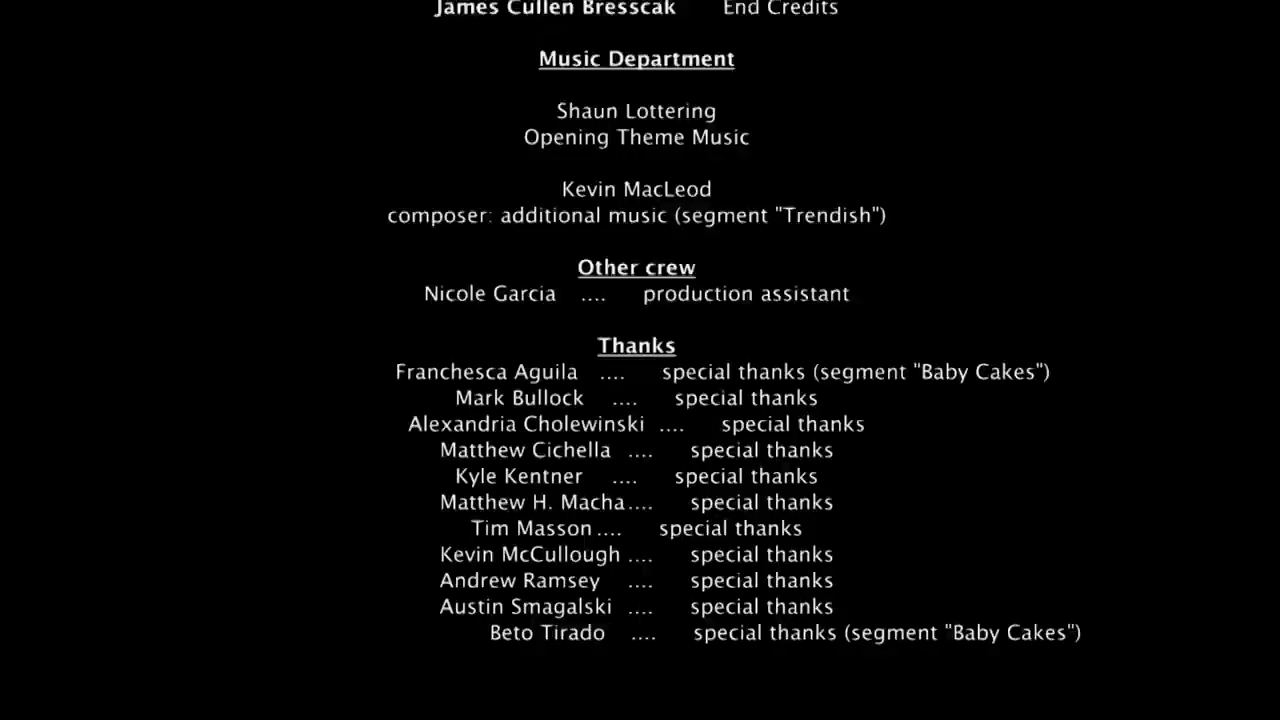 James Cullen Bresscak End Credits
Music Department
Shaun Lottering
Opening Theme Music
Kevin MacLeod
composer: additional music (segment "Trendish")
Other crew
Nicole Garcia .... production assistant
Thanks
Franchesca Aguila .... special thanks (segment "Baby Cakes")
Mark Bullock .... special thanks
Alexandria Cholewinski .... special thanks
Matthew Cichella .... special thanks
Kyle Kentner .... special thanks
Matthew H. Macha .... special thanks
Tim Masson .... special thanks
Kevin McCullough .... special thanks
Andrew Ramsey .... special thanks
Austin Smagalski .... special thanks
Beto Tirado .... special thanks (segment "Baby Cakes")